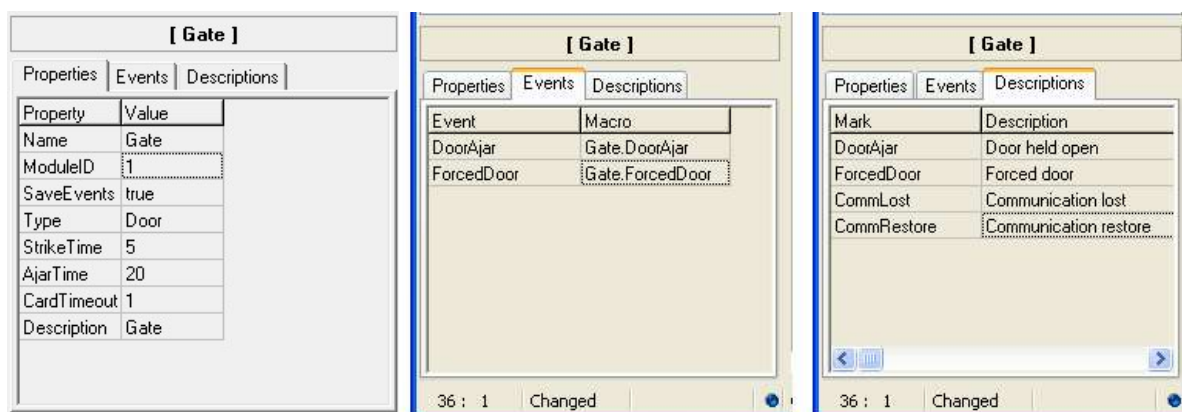 [ Gate ]
Properties Events Descriptions
Property Value
Name Gate
ModuleID 1
SaveEvents true
Type Door
StrikeTime 5
AjarTime 20
CardTimeout 1
Description Gate
[ Gate ]
Properties Events Descriptions
Event Macro
DoorAjar Gate.DoorAjar
ForcedDoor Gate.ForcedDoor
36: 1 Changed
[ Gate ]
Properties Events Descriptions
Mark Description
DoorAjar Door held open
ForcedDoor Forced door
CommLost Communication lost
CommRestore Communication restore
36: 1 Changed